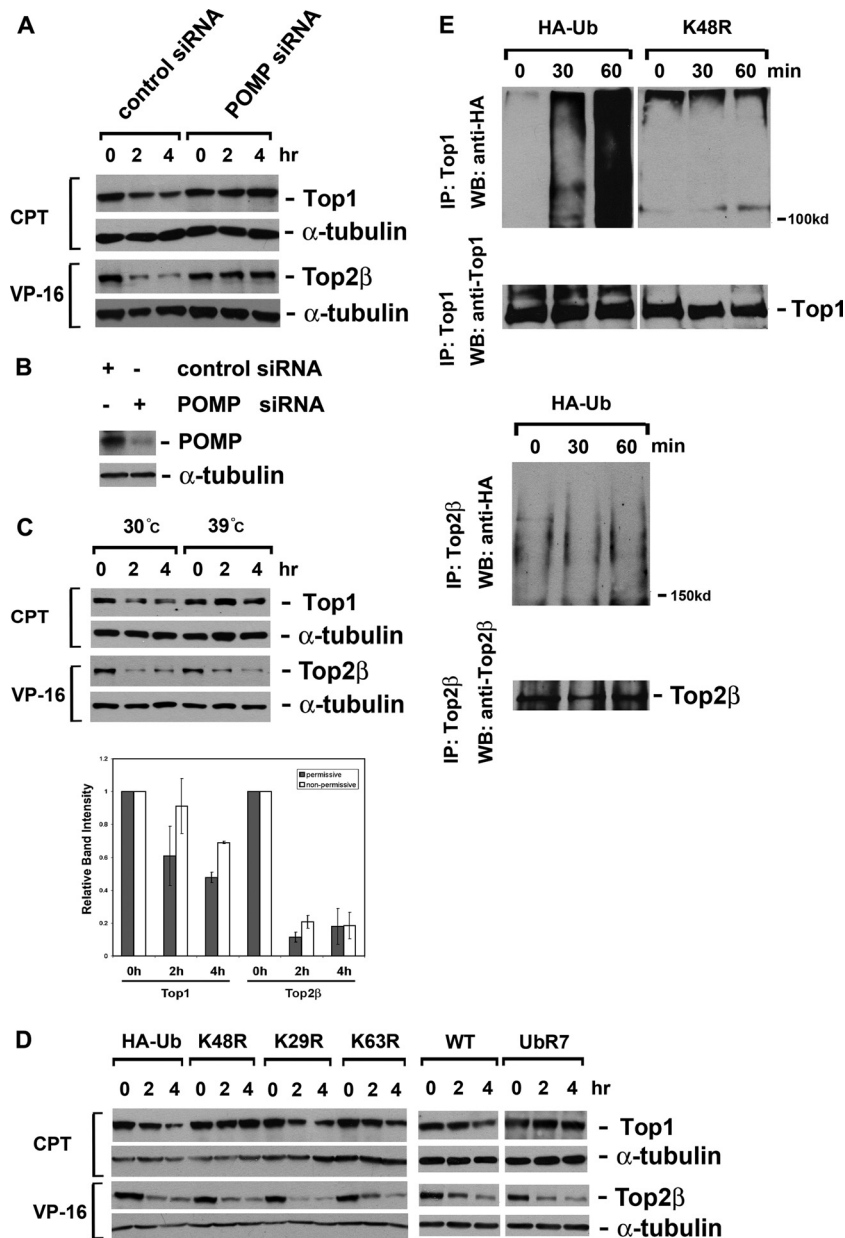 A
control siRNA
POMP siRNA
0 2 4 0 2 4 hr
CPT
- Top1
- α-tubulin
VP-16
- Top2β
- α-tubulin
B
+ - control siRNA
- + POMP siRNA
- POMP
- α-tubulin
C
30°C 39°C
0 2 4 0 2 4 hr
CPT
- Top1
- α-tubulin
VP-16
- Top2β
- α-tubulin
Relative Band Intensity
1.2
1
0.8
0.6
0.4
0.2
0
permissive
non-permissive
0h 2h 4h 0h 2h 4h
Top1 Top2β
D
HA-Ub K48R K29R K63R WT UbR7
0 2 4 0 2 4 0 2 4 0 2 4 0 2 4 0 2 4 hr
CPT
- Top1
- α-tubulin
VP-16
- Top2β
- α-tubulin
E
HA-Ub K48R
0 30 60 0 30 60 min
IP: Top1
WB: anti-HA
-100kd
IP: Top1
WB: anti-Top1
- Top1
HA-Ub
0 30 60 min
IP: Top2β
WB: anti-HA
- 150kd
IP: Top2β
WB: anti-Top2β
- Top2β